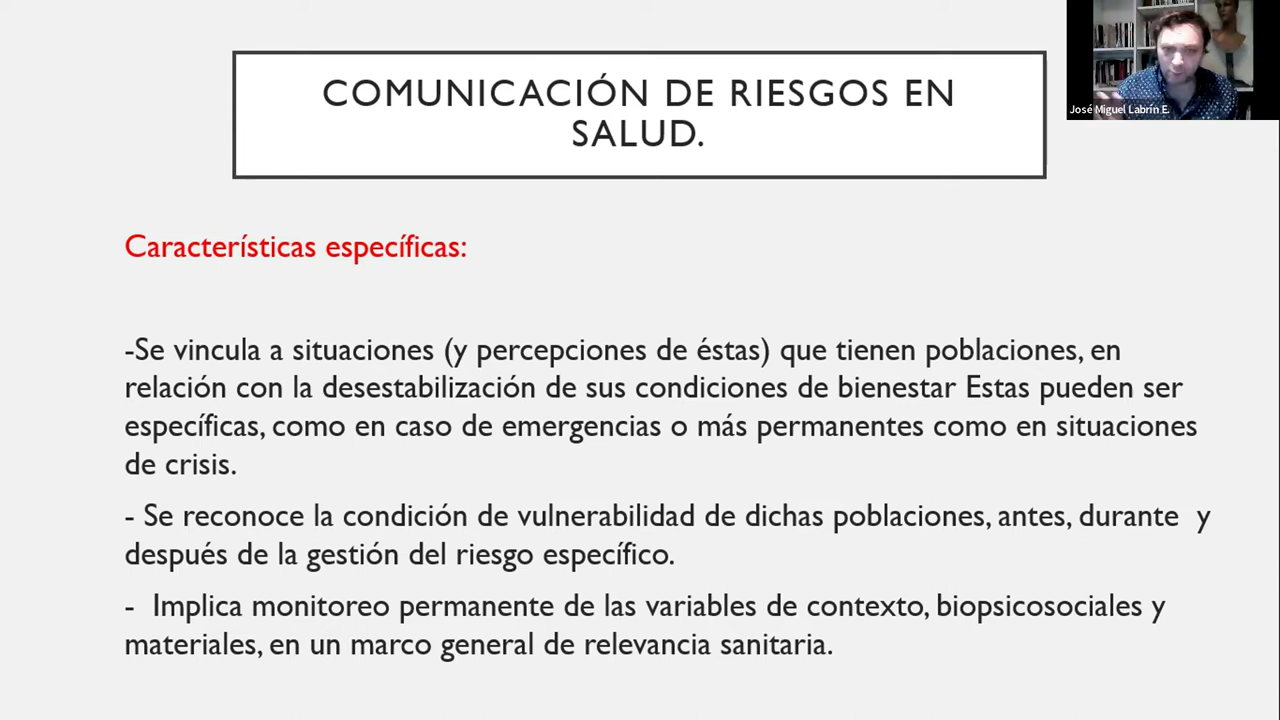 COMUNICACIÓN DE RIESGOS EN
SALUD.
José Miguel Labrín E.
Características específicas:
-Se vincula a situaciones (y percepciones de éstas) que tienen poblaciones, en
relación con la desestabilización de sus condiciones de bienestar Estas pueden ser
específicas, como en caso de emergencias o más permanentes como en situaciones
de crisis.
- Se reconoce la condición de vulnerabilidad de dichas poblaciones, antes, durante y
después de la gestión del riesgo específico.
- Implica monitoreo permanente de las variables de contexto, biopsicosociales y
materiales, en un marco general de relevancia sanitaria.